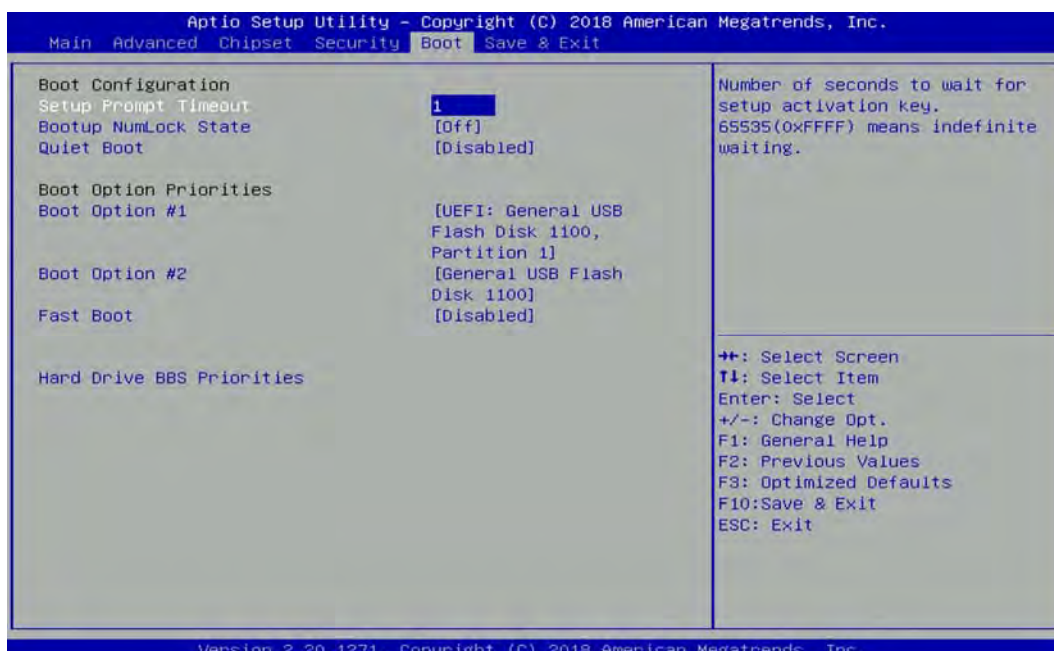 Aptio Setup Utility – Copyright (C) 2018 American Megatrends, Inc.
Main Advanced Chipset Security Boot Save & Exit
Boot Configuration
Setup Prompt Timeout 1
Bootup NumLock State [Off]
Quiet Boot [Disabled]
Boot Option Priorities
Boot Option #1 [UEFI: General USB
Flash Disk 1100,
Partition 1]
Boot Option #2 [General USB Flash
Disk 1100]
Fast Boot [Disabled]
Hard Drive BBS Priorities
Number of seconds to wait for
setup activation key.
65535(0xFFFF) means indefinite
waiting.
→←: Select Screen
↑↓: Select Item
Enter: Select
+/-: Change Opt.
F1: General Help
F2: Previous Values
F3: Optimized Defaults
F10:Save & Exit
ESC: Exit
Version 2.20.1271. Copyright (C) 2018 American Megatrends, Inc.